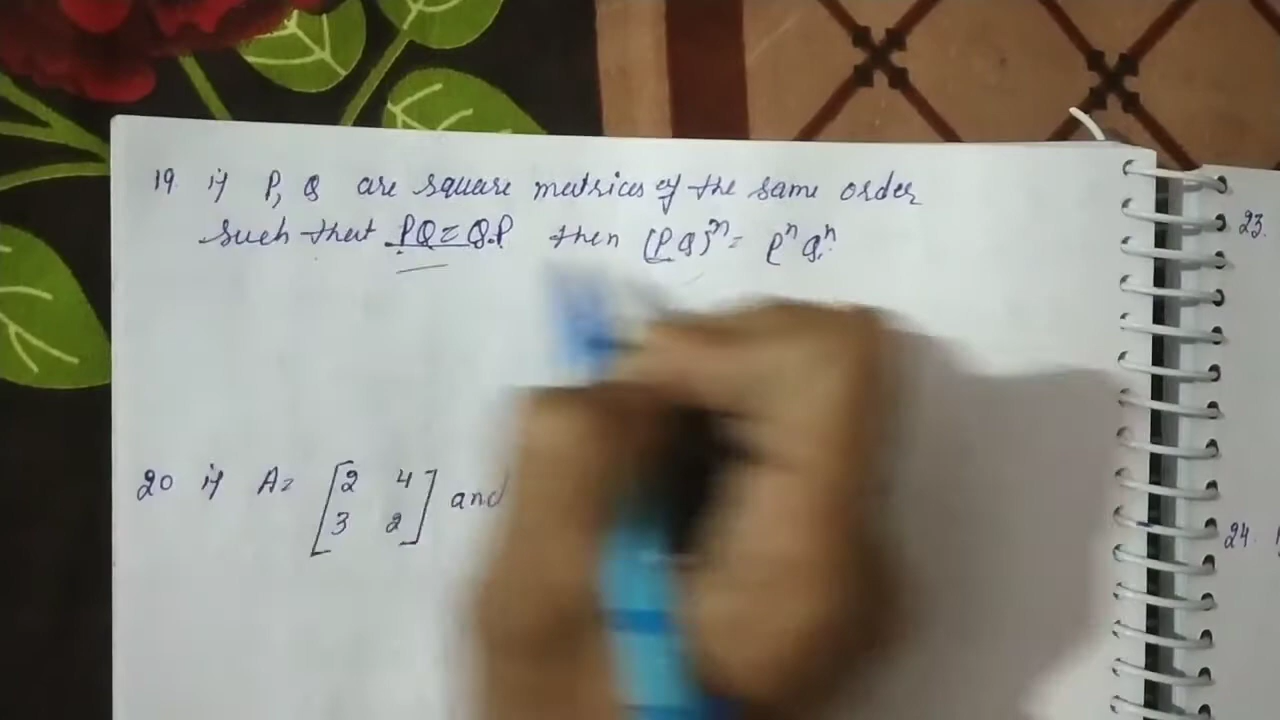 19. if P, Q are square matrices of the same order
such that PQ = Q.P then (PQ)ⁿ = PⁿQⁿ.
20 if A = [2 4
3 2] and
23.
24.